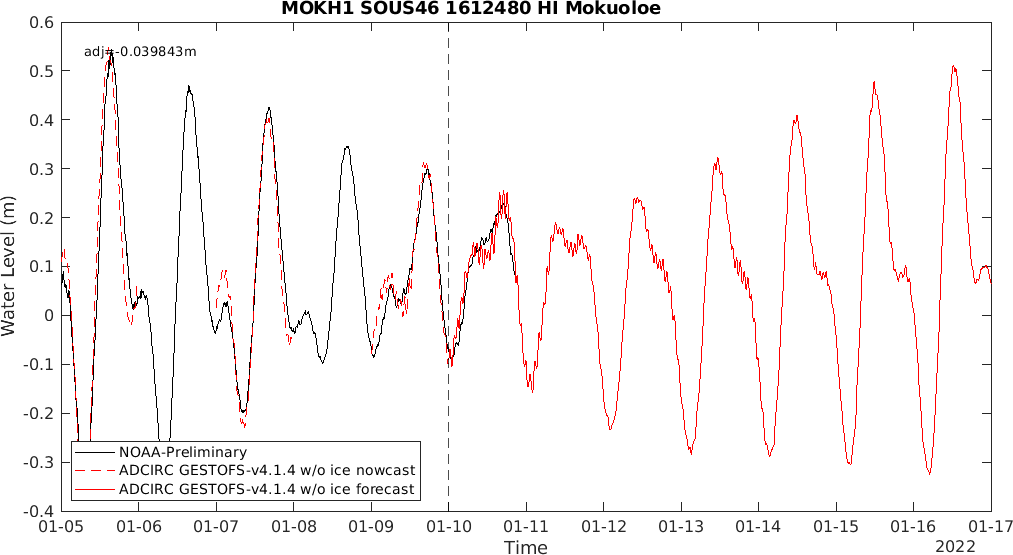 MOKH1 SOUS46 1612480 HI Mokuoloe
adj=-0.039843m
0.6
0.5
0.4
0.3
0.2
0.1
0
-0.1
-0.2
-0.3
-0.4
Water Level (m)
NOAA-Preliminary
ADCIRC GESTOFS-v4.1.4 w/o ice nowcast
ADCIRC GESTOFS-v4.1.4 w/o ice forecast
01-05 01-06 01-07 01-08 01-09 01-10 01-11 01-12 01-13 01-14 01-15 01-16 01-17
Time
2022